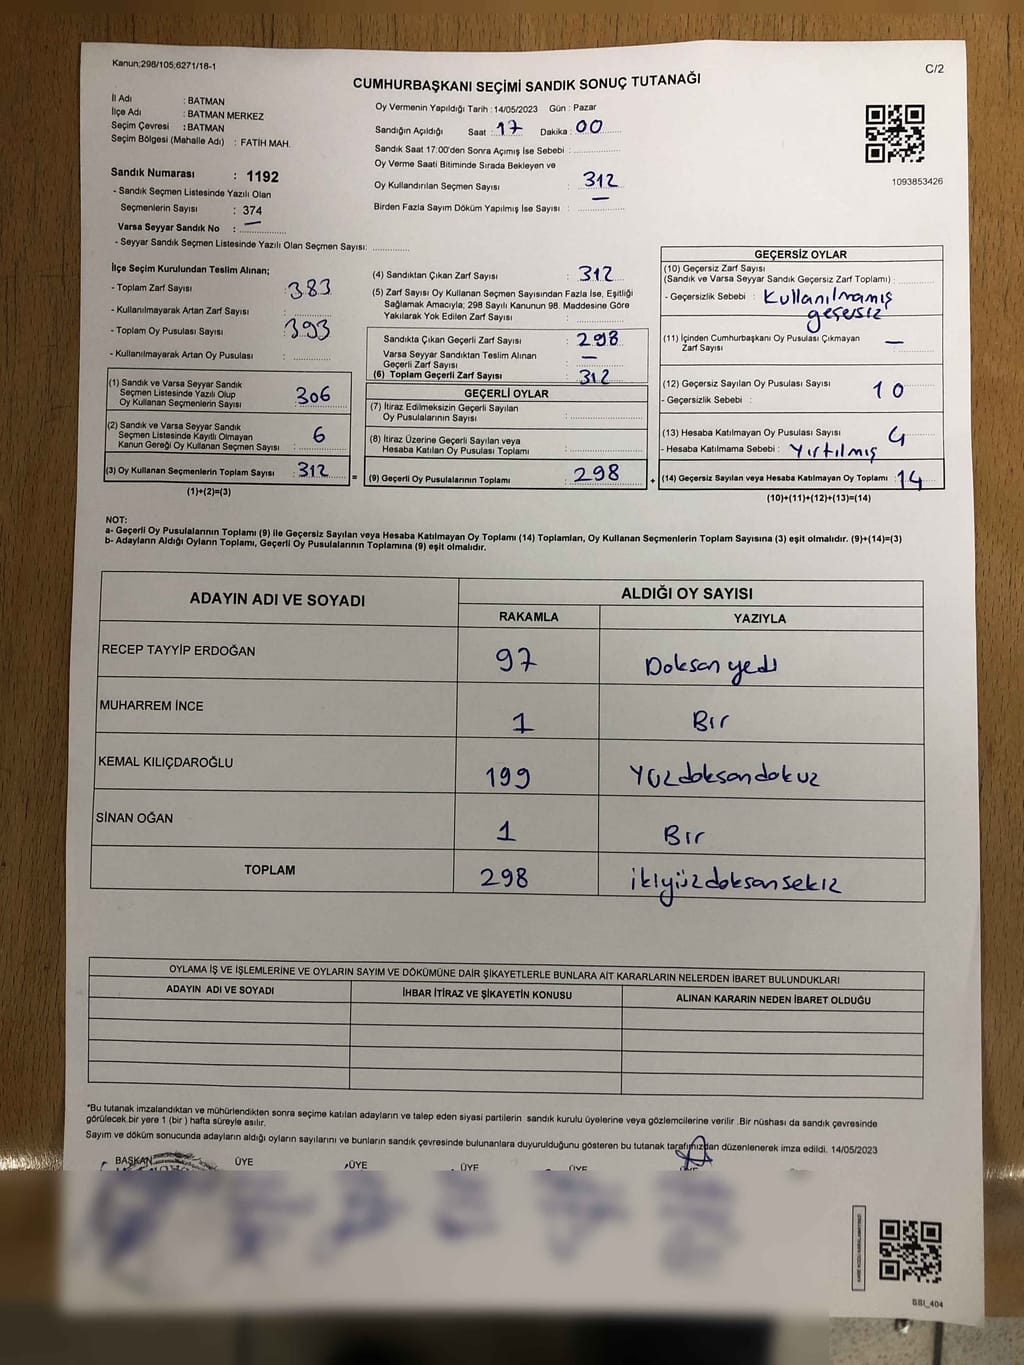 Kanun;298/105;6271/16-1
C/2
CUMHURBAŞKANI SEÇİMİ SANDIK SONUÇ TUTANAĞI
İl Adı : BATMAN
İlçe Adı : BATMAN MERKEZ
Seçim Çevresi : BATMAN
Seçim Bölgesi (Mahalle Adı) : FATİH MAH.
Sandık Numarası : 1192
- Sandık Seçmen Listesinde Yazılı Olan
Seçmenlerin Sayısı : 374
Varsa Seyyar Sandık No : —
- Seyyar Sandık Seçmen Listesinde Yazılı Olan Seçmen Sayısı: ............
Oy Vermenin Yapıldığı Tarih : 14/05/2023 Gün : Pazar
Sandığın Açıldığı Saat : 17 Dakika : 00
Sandık Saat 17:00'den Sonra Açımış İse Sebebi : ............
Oy Verme Saati Bitiminde Sırada Bekleyen ve
Oy Kullandırılan Seçmen Sayısı : 312
Birden Fazla Sayım Döküm Yapılmış İse Sayısı : —
1093853426
İlçe Seçim Kurulundan Teslim Alınan;
- Toplam Zarf Sayısı : 383
- Kullanılmayarak Artan Zarf Sayısı : ............
- Toplam Oy Pusulası Sayısı : 393
- Kullanılmayarak Artan Oy Pusulası : ............
(1) Sandık ve Varsa Seyyar Sandık
Seçmen Listesinde Yazılı Olup
Oy Kullanan Seçmenlerin Sayısı : 306
(2) Sandık ve Varsa Seyyar Sandık
Seçmen Listesinde Kayıtlı Olmayan
Kanun Gereği Oy Kullanan Seçmen Sayısı : 6
(3) Oy Kullanan Seçmenlerin Toplam Sayısı : 312
(1)+(2)=(3)
=
(4) Sandıktan Çıkan Zarf Sayısı : 312
(5) Zarf Sayısı Oy Kullanan Seçmen Sayısından Fazla İse, Eşitliği
Sağlamak Amacıyla; 298 Sayılı Kanunun 98. Maddesine Göre
Yakılarak Yok Edilen Zarf Sayısı : ............
Sandıkta Çıkan Geçerli Zarf Sayısı : 298
Varsa Seyyar Sandıktan Teslim Alınan
Geçerli Zarf Sayısı : —
(6) Toplam Geçerli Zarf Sayısı : 312
GEÇERLİ OYLAR
(7) İtiraz Edilmeksizin Geçerli Sayılan
Oy Pusulalarının Sayısı : ............
(8) İtiraz Üzerine Geçerli Sayılan veya
Hesaba Katılan Oy Pusulası Toplamı : ............
(9) Geçerli Oy Pusulalarının Toplamı : 298
+
GEÇERSİZ OYLAR
(10) Geçersiz Zarf Sayısı
(Sandık ve Varsa Seyyar Sandık Geçersiz Zarf Toplamı) : ............
- Geçersizlik Sebebi : Kullanılmamış
geçersiz
(11) İçinden Cumhurbaşkanı Oy Pusulası Çıkmayan
Zarf Sayısı : —
(12) Geçersiz Sayılan Oy Pusulası Sayısı : 10
- Geçersizlik Sebebi :
(13) Hesaba Katılmayan Oy Pusulası Sayısı : 4
- Hesaba Katılmama Sebebi : Yırtılmış
(14) Geçersiz Sayılan veya Hesaba Katılmayan Oy Toplamı : 14
(10)+(11)+(12)+(13)=(14)
NOT:
a- Geçerli Oy Pusulalarının Toplamı (9) ile Geçersiz Sayılan veya Hesaba Katılmayan Oy Toplamı (14) Toplamları, Oy Kullanan Seçmenlerin Toplam Sayısına (3) eşit olmalıdır. (9)+(14)=(3)
b- Adayların Aldığı Oyların Toplamı, Geçerli Oy Pusulalarının Toplamına (9) eşit olmalıdır.
ADAYIN ADI VE SOYADI
ALDIĞI OY SAYISI
RAKAMLA YAZIYLA
RECEP TAYYİP ERDOĞAN 97 Doksan yedi
MUHARREM İNCE 1 Bır
KEMAL KILIÇDAROĞLU 199 Yüzdoksandokuz
SİNAN OĞAN 1 Bır
TOPLAM 298 ikiyüzdoksansekız
OYLAMA İŞ VE İŞLEMLERİNE VE OYLARIN SAYIM VE DÖKÜMÜNE DAİR ŞİKAYETLERLE BUNLARA AİT KARARLARIN NELERDEN İBARET BULUNDUKLARI
ADAYIN ADI VE SOYADI İHBAR İTİRAZ VE ŞİKAYETİN KONUSU ALINAN KARARIN NEDEN İBARET OLDUĞU
*Bu tutanak imzalandıktan ve mühürlendikten sonra seçime katılan adayların ve talep eden siyasi partilerin sandık kurulu üyelerine veya gözlemcilerine verilir .Bir nüshası da sandık çevresinde
görülecek bir yere 1 (bir) hafta süreyle asılır.
Sayım ve döküm sonucunda adayların aldığı oyların sayılarını ve bunların sandık çevresinde bulunanlara duyurulduğunu gösteren bu tutanak tarafımızdan düzenlenerek imza edildi. 14/05/2023
BAŞKAN ÜYE ÜYE ÜYE ÜYE ÜYE
SSI_404